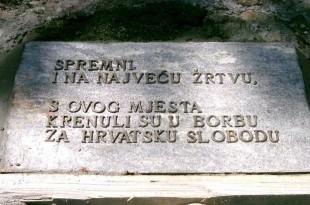 SPREMNI
I NA NAJVEĆU ŽRTVU,
S OVOG MJESTA
KRENULI SU U BORBU
ZA HRVATSKU SLOBODU